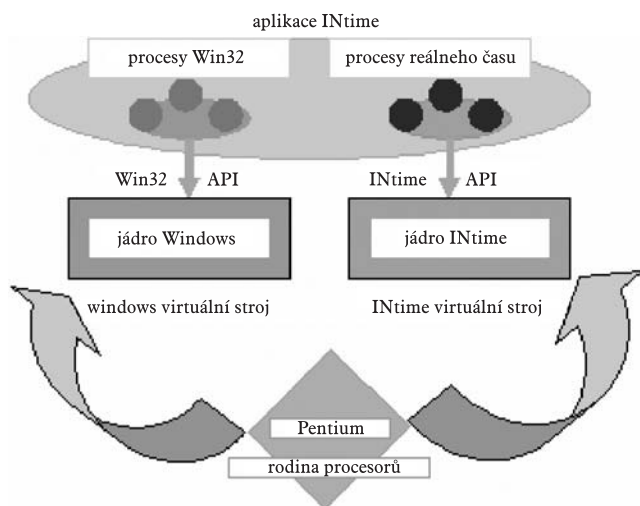 aplikace INtime
procesy Win32
procesy reálneho času
Win32 API
INtime API
jádro Windows
jádro INtime
windows virtuální stroj
INtime virtuální stroj
Pentium
rodina procesorů